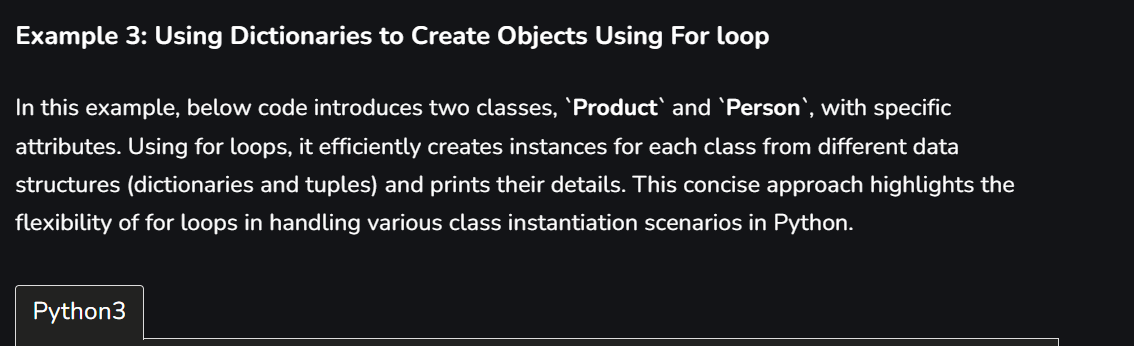 Example 3: Using Dictionaries to Create Objects Using For loop
In this example, below code introduces two classes, `Product` and `Person`, with specific
attributes. Using for loops, it efficiently creates instances for each class from different data
structures (dictionaries and tuples) and prints their details. This concise approach highlights the
flexibility of for loops in handling various class instantiation scenarios in Python.
Python3